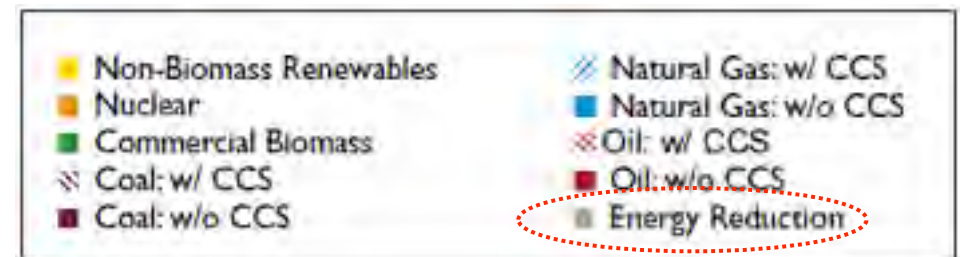 Non-Biomass Renewables
Nuclear
Commercial Biomass
Coal: w/ CCS
Coal: w/o CCS
Natural Gas: w/ CCS
Natural Gas: w/o CCS
Oil: w/ CCS
Oil: w/o CCS
Energy Reduction